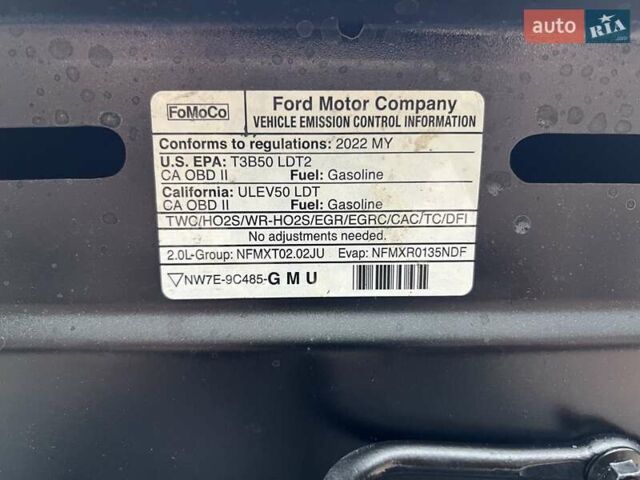 auto RIA.com
FoMoCo
Ford Motor Company
VEHICLE EMISSION CONTROL INFORMATION
Conforms to regulations: 2022 MY
U.S. EPA: T3B50 LDT2
CA OBD II Fuel: Gasoline
California: ULEV50 LDT
CA OBD II Fuel: Gasoline
TWC/HO2S/WR-HO2S/EGR/EGRC/CAC/TC/DFI
No adjustments needed.
2.0L-Group: NFMXT02.02JU Evap: NFMXR0135NDF
NW7E-9C485-GMU